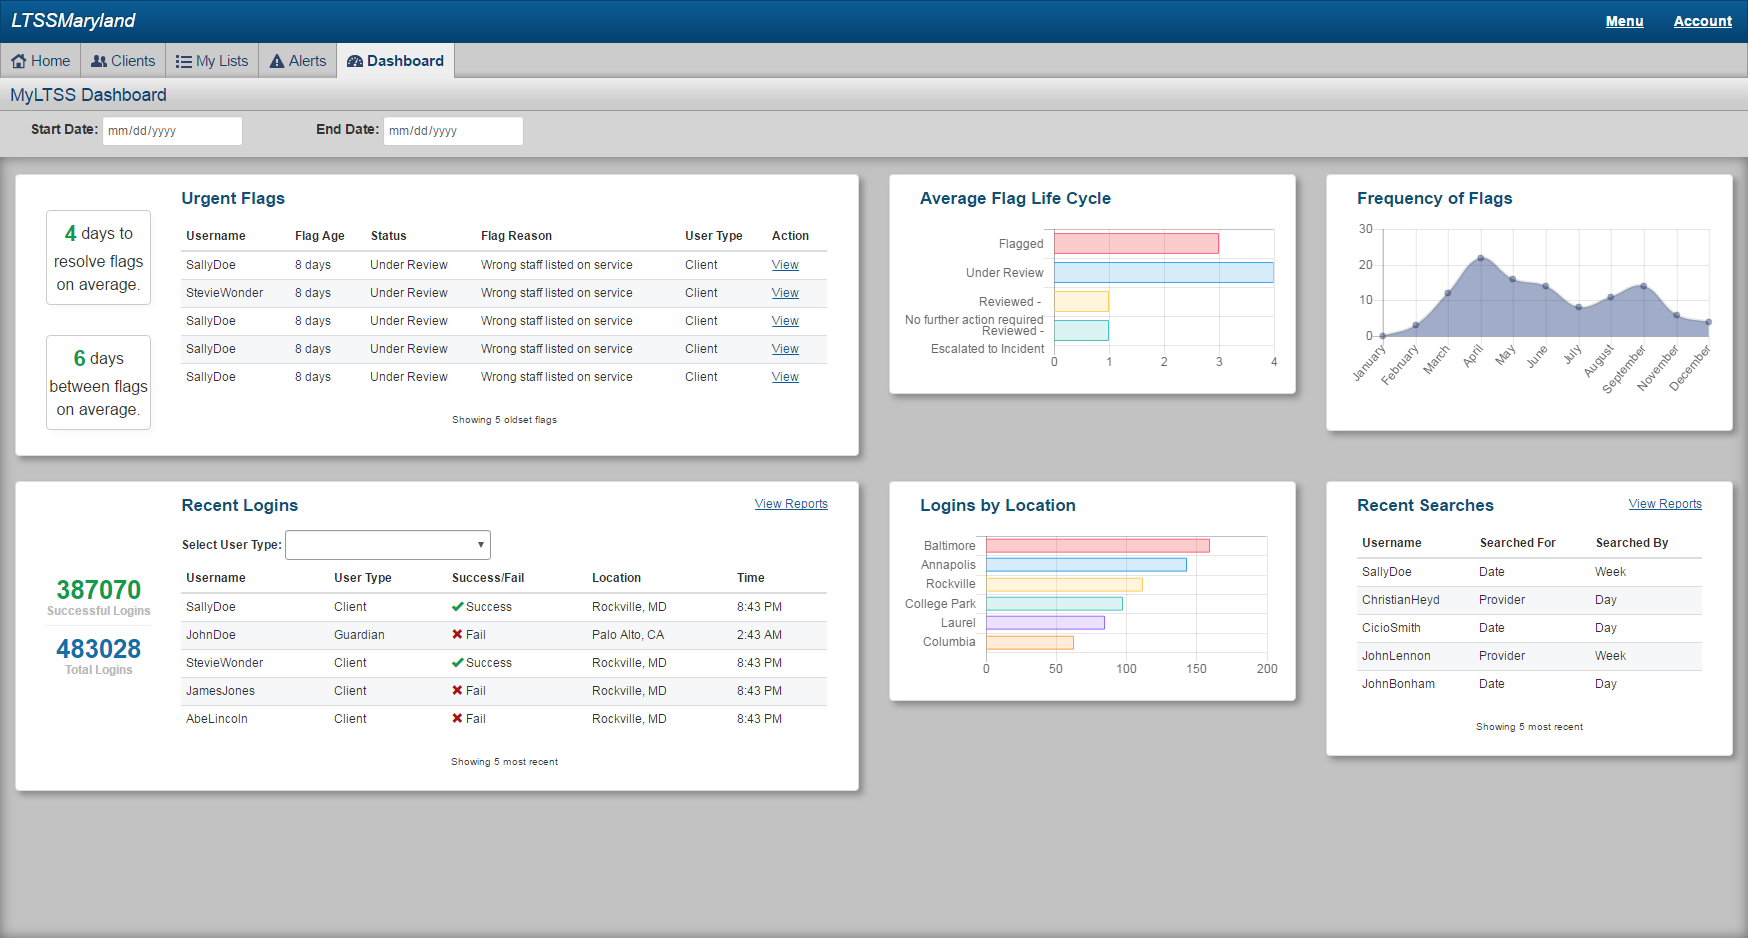 LTSSMaryland
Menu Account
Home Clients My Lists Alerts Dashboard
MyLTSS Dashboard
Start Date: mm/dd/yyyy End Date: mm/dd/yyyy
4 days to
resolve flags
on average.
6 days
between flags
on average.
Urgent Flags
Username Flag Age Status Flag Reason User Type Action
SallyDoe 8 days Under Review Wrong staff listed on service Client View
StevieWonder 8 days Under Review Wrong staff listed on service Client View
SallyDoe 8 days Under Review Wrong staff listed on service Client View
SallyDoe 8 days Under Review Wrong staff listed on service Client View
SallyDoe 8 days Under Review Wrong staff listed on service Client View
Showing 5 oldset flags
Average Flag Life Cycle
Flagged
Under Review
Reviewed -
No further action required
Reviewed -
Escalated to Incident
0 1 2 3 4
Frequency of Flags
30
20
10
0
January February March April May June July August September November December
Recent Logins View Reports
Select User Type:
387070
Successful Logins
483028
Total Logins
Username User Type Success/Fail Location Time
SallyDoe Client Success Rockville, MD 8:43 PM
JohnDoe Guardian Fail Palo Alto, CA 2:43 AM
StevieWonder Client Success Rockville, MD 8:43 PM
JamesJones Client Fail Rockville, MD 8:43 PM
AbeLincoln Client Fail Rockville, MD 8:43 PM
Showing 5 most recent
Logins by Location
Baltimore
Annapolis
Rockville
College Park
Laurel
Columbia
0 50 100 150 200
Recent Searches View Reports
Username Searched For Searched By
SallyDoe Date Week
ChristianHeyd Provider Day
CicioSmith Date Day
JohnLennon Provider Week
JohnBonham Date Day
Showing 5 most recent